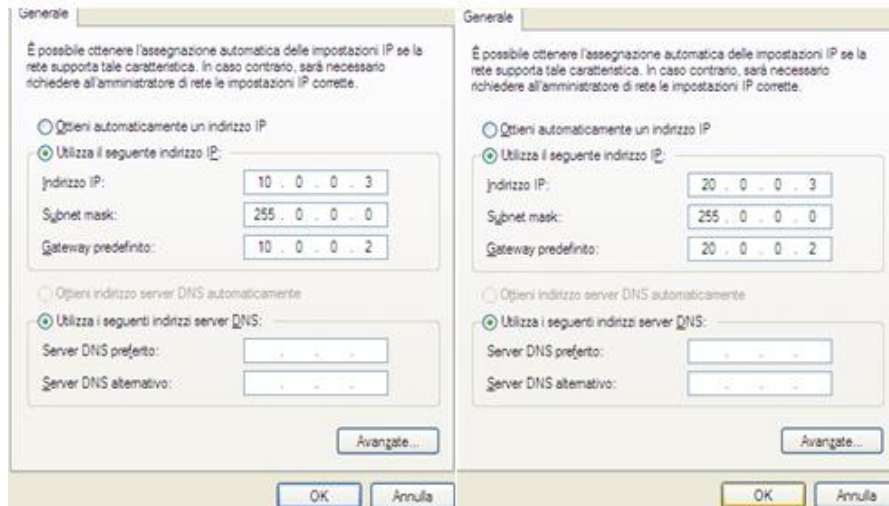 Generale
È possibile ottenere l'assegnazione automatica delle impostazioni IP se la
rete supporta tale caratteristica. In caso contrario, sarà necessario
richiedere all'amministratore di rete le impostazioni IP corrette.
Ottieni automaticamente un indirizzo IP
Utilizza il seguente indirizzo IP:
Indirizzo IP: 10 . 0 . 0 . 3
Subnet mask: 255 . 0 . 0 . 0
Gateway predefinito: 10 . 0 . 0 . 2
Ottieni indirizzo server DNS automaticamente
Utilizza i seguenti indirizzi server DNS:
Server DNS preferito: . . .
Server DNS alternativo: . . .
Avanzate...
OK Annulla
Generale
È possibile ottenere l'assegnazione automatica delle impostazioni IP se la
rete supporta tale caratteristica. In caso contrario, sarà necessario
richiedere all'amministratore di rete le impostazioni IP corrette.
Ottieni automaticamente un indirizzo IP
Utilizza il seguente indirizzo IP:
Indirizzo IP: 20 . 0 . 0 . 3
Subnet mask: 255 . 0 . 0 . 0
Gateway predefinito: 20 . 0 . 0 . 2
Ottieni indirizzo server DNS automaticamente
Utilizza i seguenti indirizzi server DNS:
Server DNS preferito: . . .
Server DNS alternativo: . . .
Avanzate...
OK Annulla